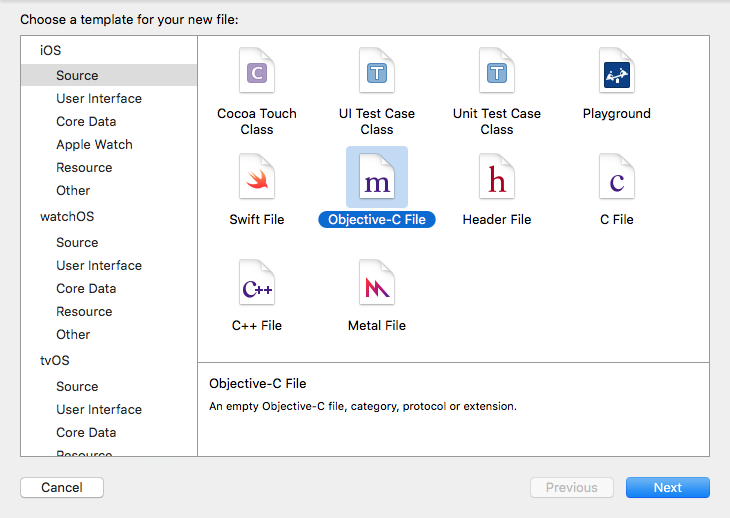 Choose a template for your new file:
iOS
Source
User Interface
Core Data
Apple Watch
Resource
Other
watchOS
Source
User Interface
Core Data
Resource
Other
tvOS
Source
User Interface
Core Data
Resource
C
Cocoa Touch
Class
T
UI Test Case
Class
T
Unit Test Case
Class
Playground
Swift File
m
Objective-C File
h
Header File
c
C File
C++
C++ File
Metal File
Objective-C File
An empty Objective-C file, category, protocol or extension.
Cancel
Previous
Next